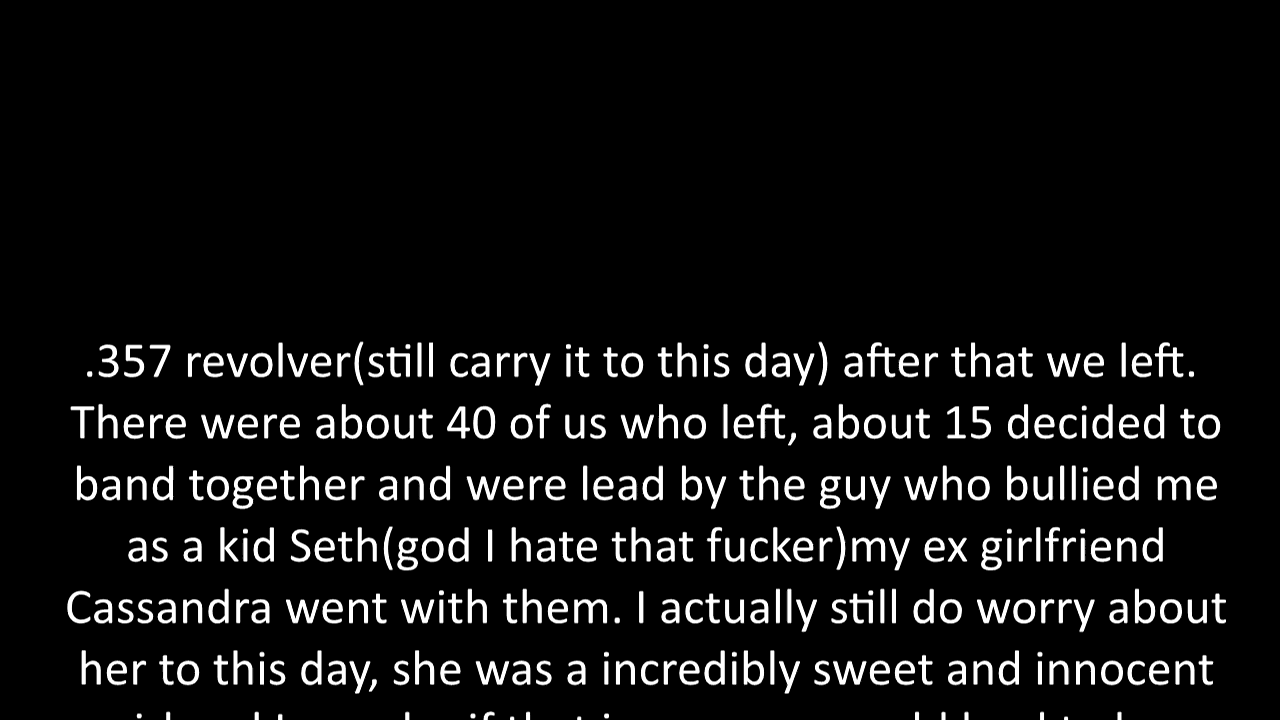 .357 revolver(still carry it to this day) after that we left.
There were about 40 of us who left, about 15 decided to
band together and were lead by the guy who bullied me
as a kid Seth(god I hate that fucker)my ex girlfriend
Cassandra went with them. I actually still do worry about
her to this day, she was a incredibly sweet and innocent